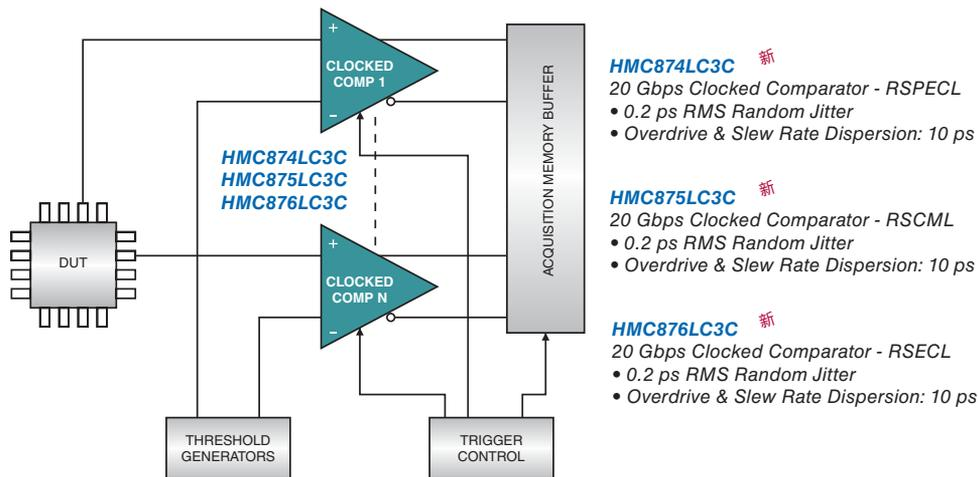 +
CLOCKED
COMP 1
–
HMC874LC3C
HMC875LC3C
HMC876LC3C
DUT
+
CLOCKED
COMP N
–
ACQUISITION MEMORY BUFFER
THRESHOLD
GENERATORS
TRIGGER
CONTROL
HMC874LC3C 新
20 Gbps Clocked Comparator - RSPECL
• 0.2 ps RMS Random Jitter
• Overdrive & Slew Rate Dispersion: 10 ps
HMC875LC3C 新
20 Gbps Clocked Comparator - RSCML
• 0.2 ps RMS Random Jitter
• Overdrive & Slew Rate Dispersion: 10 ps
HMC876LC3C 新
20 Gbps Clocked Comparator - RSECL
• 0.2 ps RMS Random Jitter
• Overdrive & Slew Rate Dispersion: 10 ps